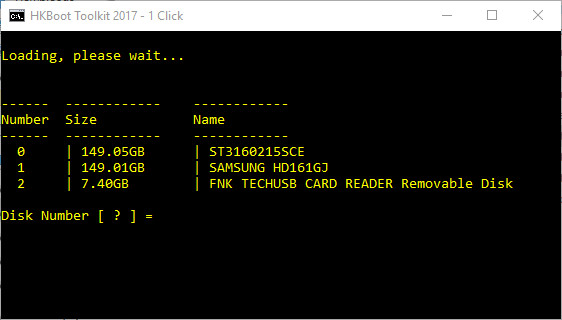 HKBoot Toolkit 2017 - 1 Click
Loading, please wait...
------  ------------    ------------
Number  Size            Name
------  ------------    ------------
  0     | 149.05GB      | ST3160215SCE
  1     | 149.01GB      | SAMSUNG HD161GJ
  2     | 7.40GB        | FNK TECHUSB CARD READER Removable Disk
Disk Number [ ? ] =